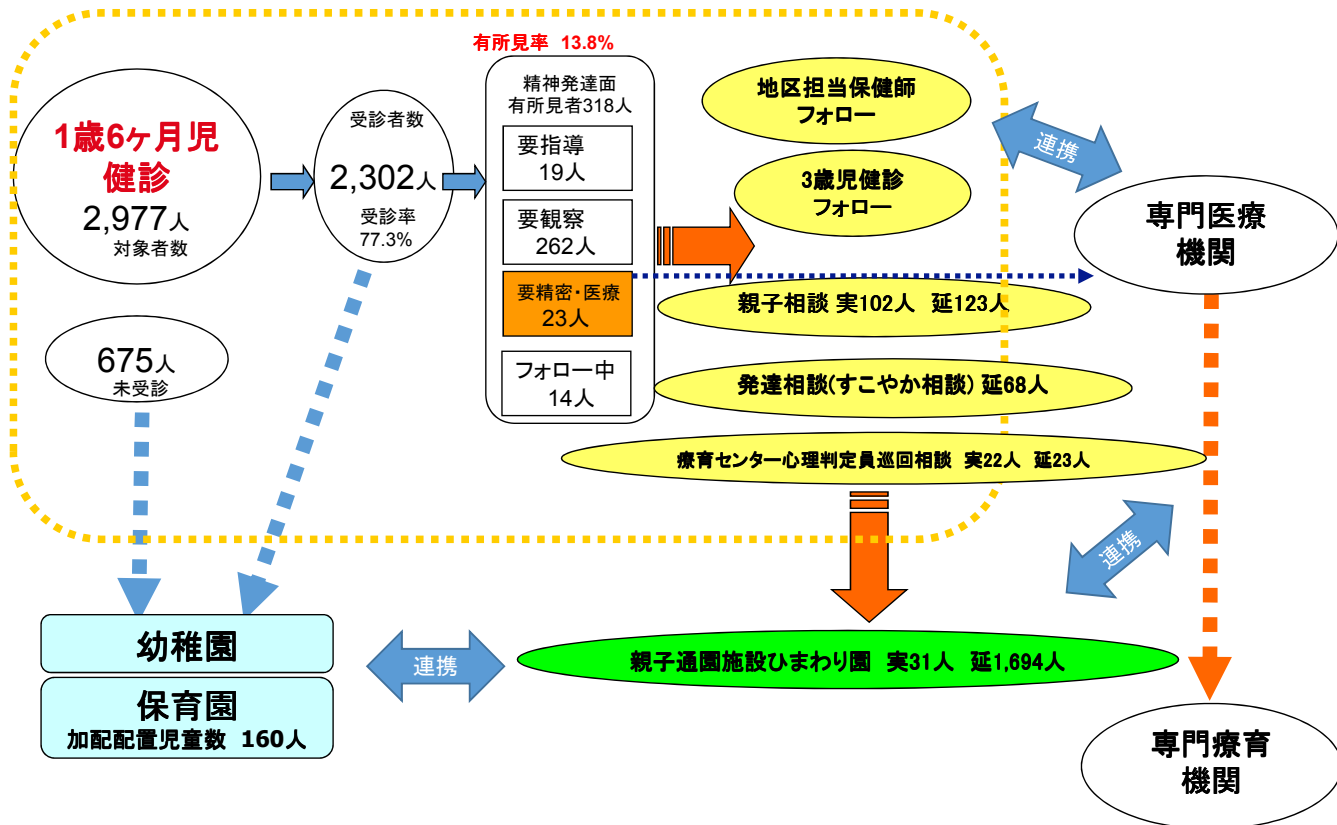 有所見率 13.8%
1歳6ヶ月児
健診
2,977人
対象者数
受診者数
2,302人
受診率
77.3%
精神発達面
有所見者318人
要指導
19人
要観察
262人
要精密・医療
23人
フォロー中
14人
地区担当保健師
フォロー
3歳児健診
フォロー
連携
専門医療
機関
親子相談 実102人 延123人
発達相談(すこやか相談) 延68人
療育センター心理判定員巡回相談 実22人 延23人
675人
未受診
連携
幼稚園
保育園
加配配置児童数 160人
連携
親子通園施設ひまわり園 実31人 延1,694人
専門療育
機関